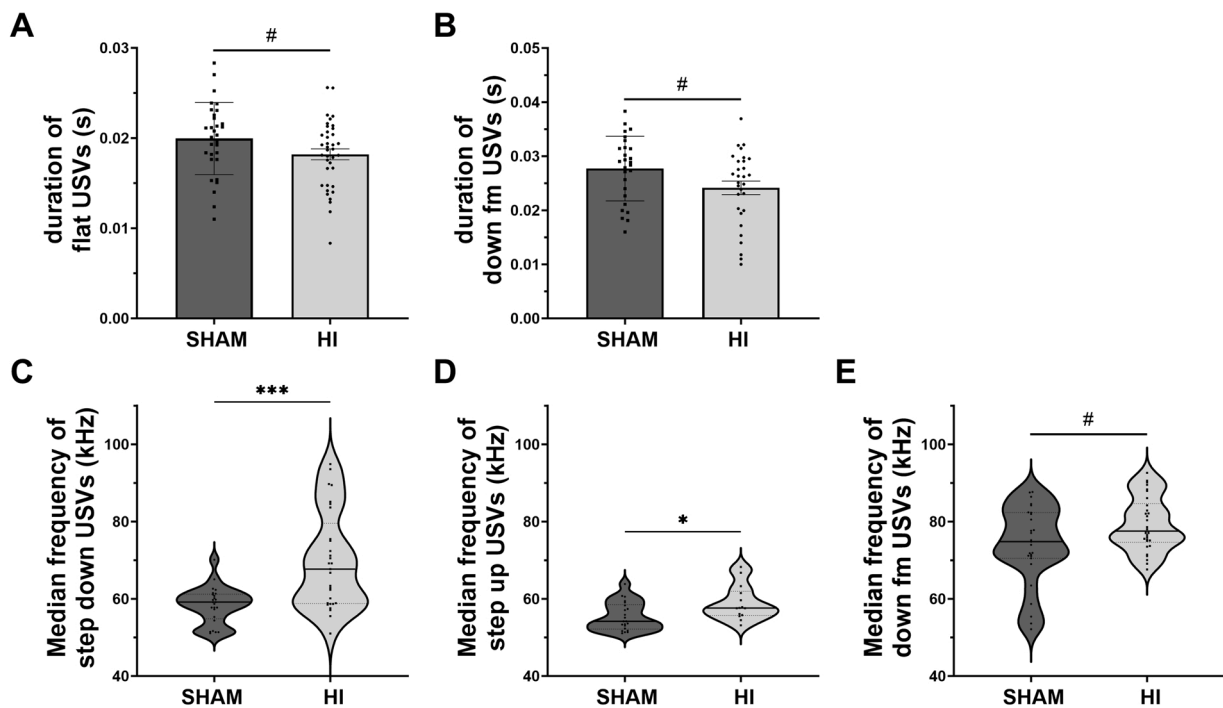 A
duration of
flat USVs (s)
0.03
0.02
0.01
0.00
#
SHAM
HI
B
duration of
down fm USVs (s)
0.05
0.04
0.03
0.02
0.01
0.00
#
SHAM
HI
C
Median frequency of
step down USVs (kHz)
100
80
60
40
***
SHAM
HI
D
Median frequency of
step up USVs (kHz)
100
80
60
40
*
SHAM
HI
E
Median frequency of
down fm USVs (kHz)
100
80
60
40
#
SHAM
HI